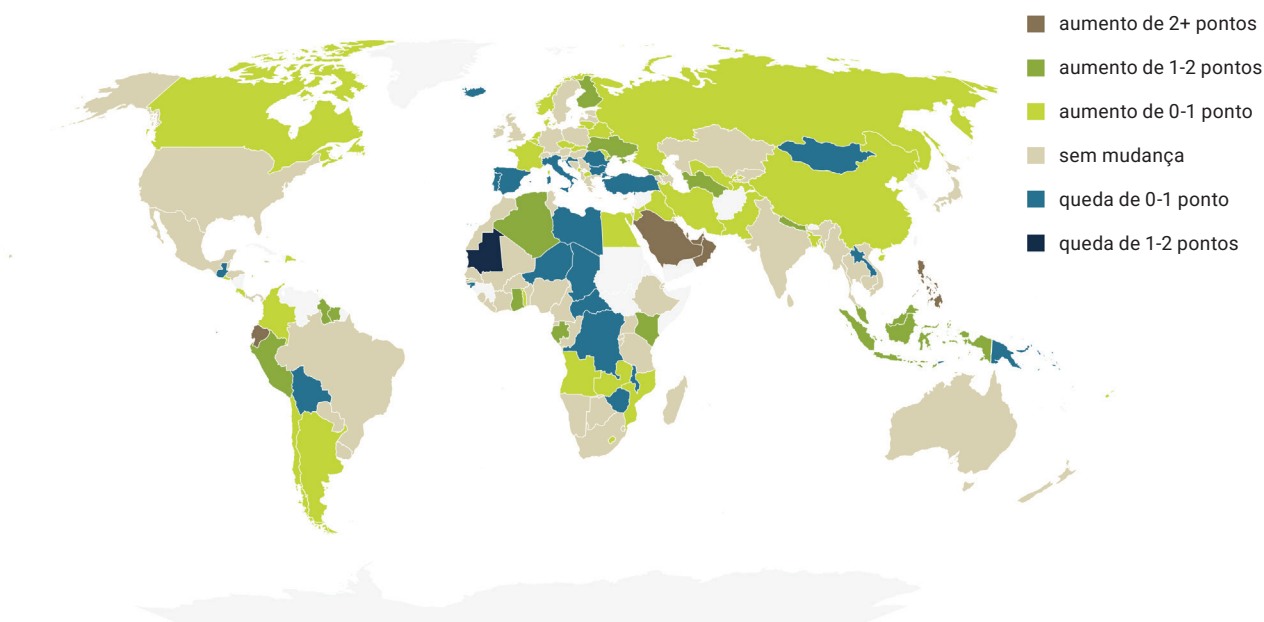 aumento de 2+ pontos
aumento de 1-2 pontos
aumento de 0-1 ponto
sem mudança
queda de 0-1 ponto
queda de 1-2 pontos